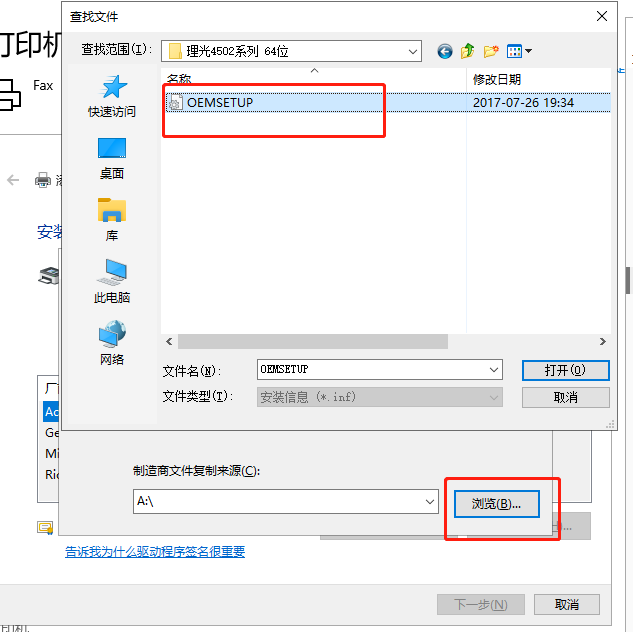 查找文件
打印机
查找范围(I):
理光4502系列 64位
Fax
名称
修改日期
快速访问
OEMSETUP
2017-07-26 19:34
桌面
库
安装
此电脑
网络
文件名(N):
OEMSETUP
打开(O)
文件类型(T):
安装信息 (*.inf)
取消
厂
Ac
Ge
Mi
Ric
制造商文件复制来源(C):
A:\
浏览(B)...
告诉我为什么驱动程序签名很重要
下一步(N)
取消